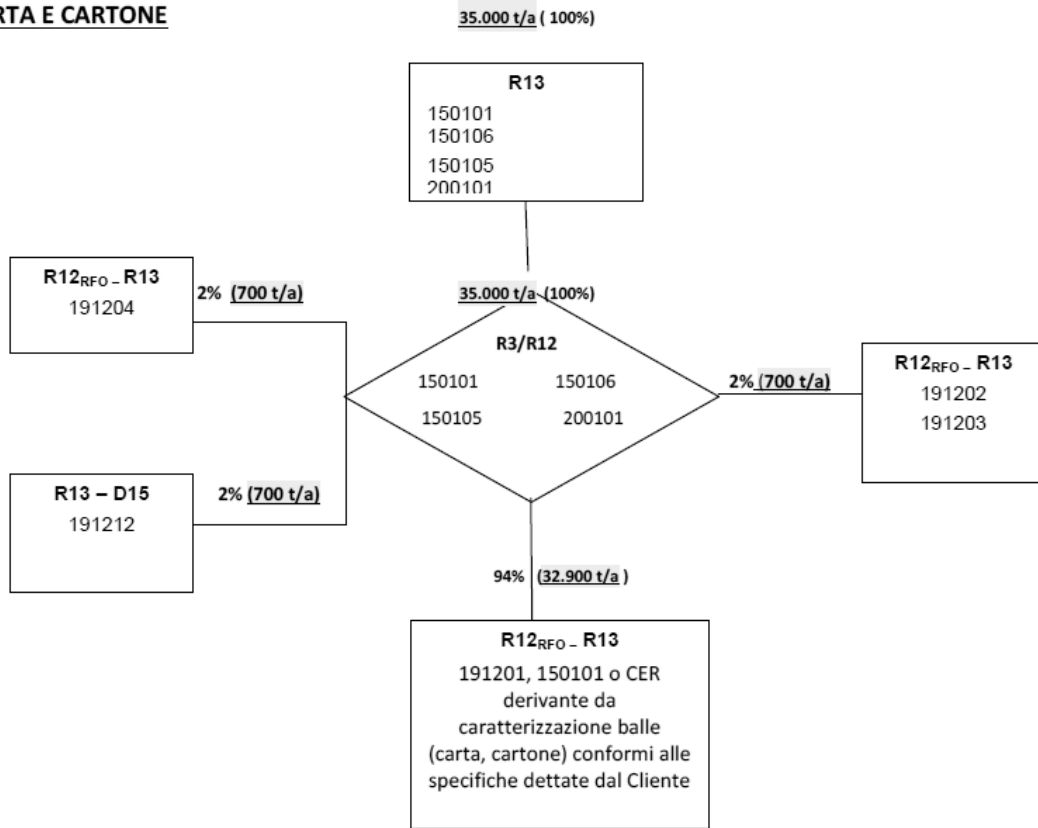 RTA E CARTONE
35.000 t/a ( 100%)
R13
150101
150106
150105
200101
R12RFO – R13
191204
2% (700 t/a)
35.000 t/a (100%)
R3/R12
150101 150106
150105 200101
2% (700 t/a)
R12RFO – R13
191202
191203
R13 – D15
191212
2% (700 t/a)
94% (32.900 t/a )
R12RFO – R13
191201, 150101 o CER
derivante da
caratterizzazione balle
(carta, cartone) conformi alle
specifiche dettate dal Cliente